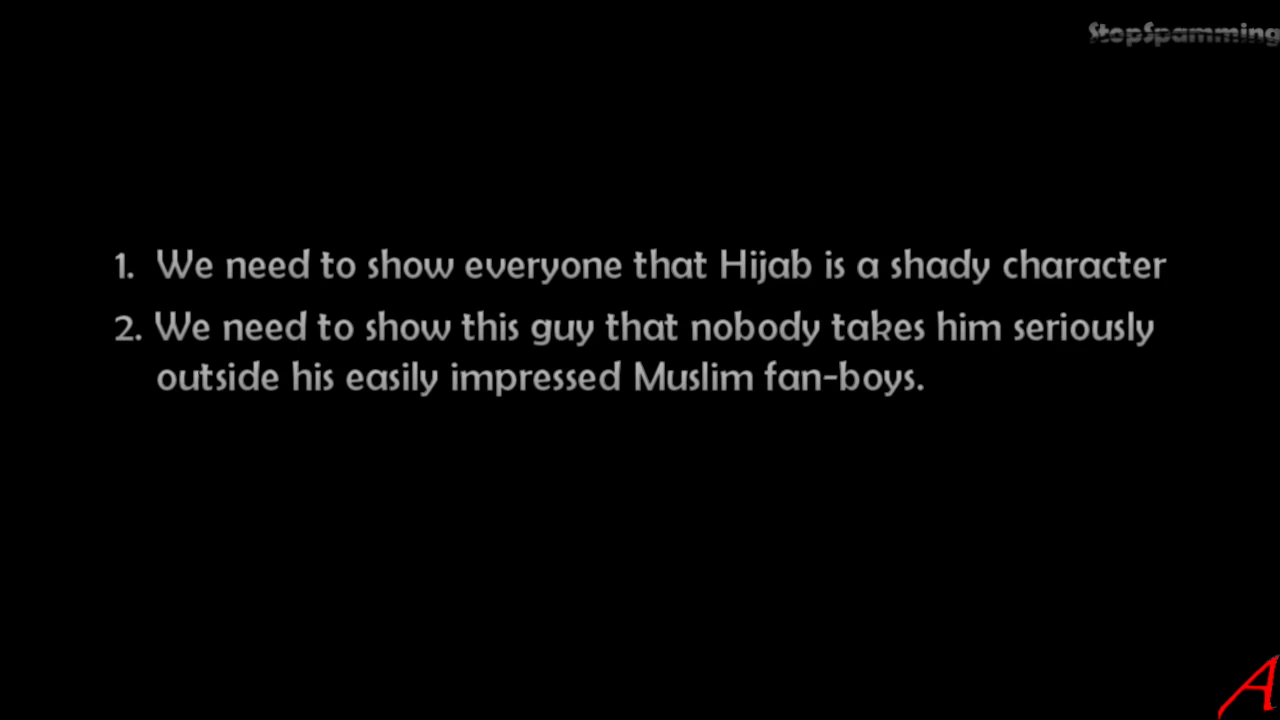 StopSpamming
1. We need to show everyone that Hijab is a shady character
2. We need to show this guy that nobody takes him seriously
outside his easily impressed Muslim fan-boys.
A